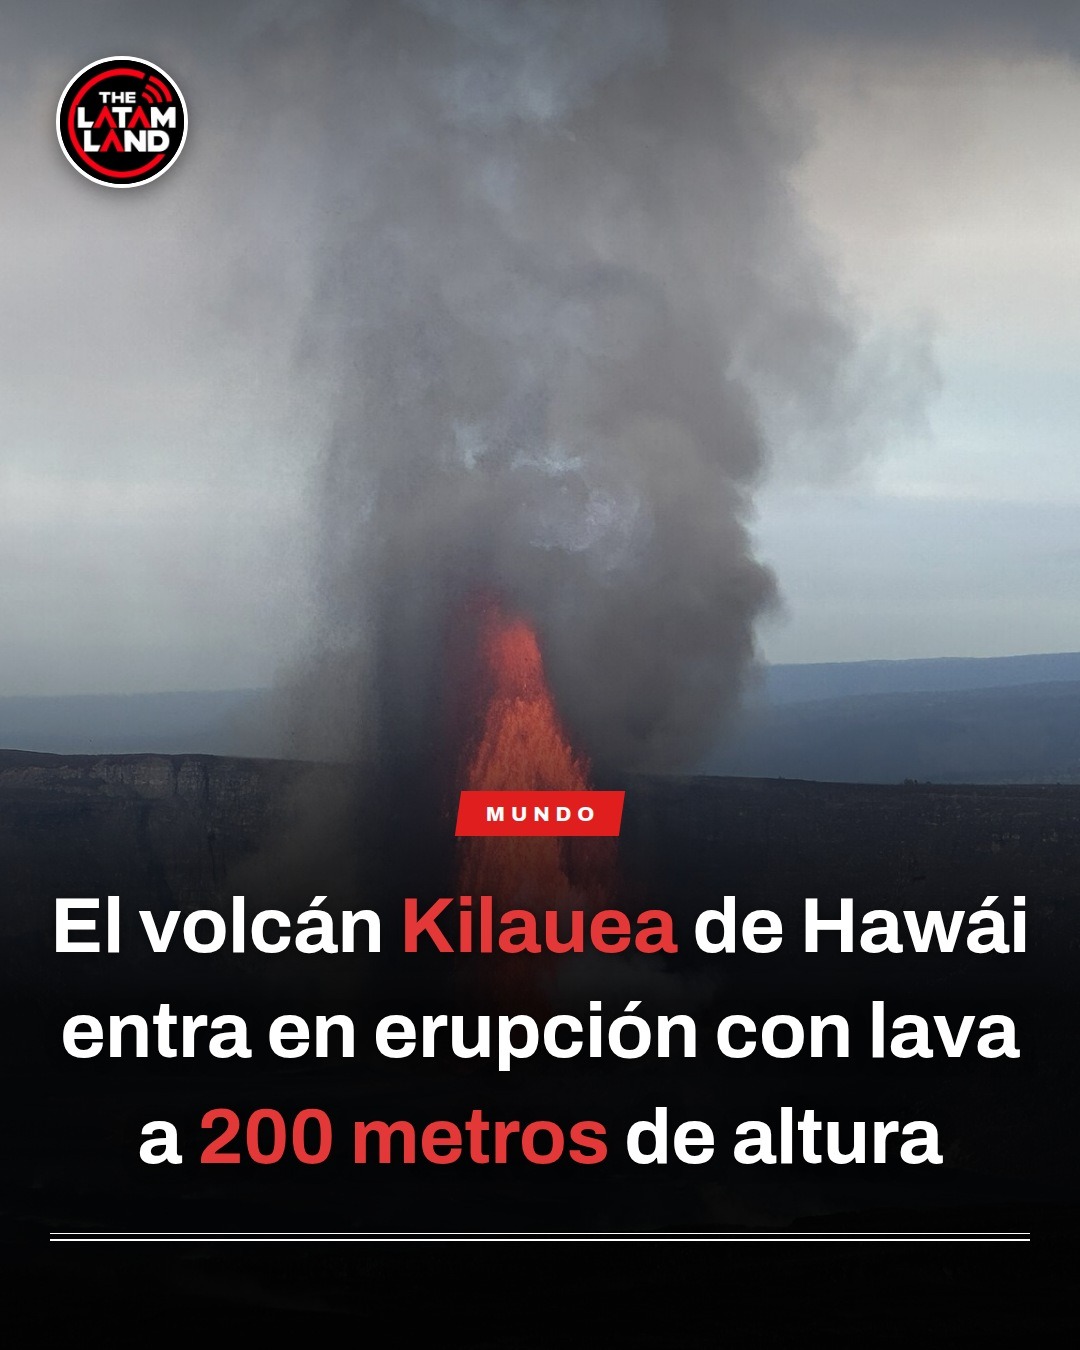 THE
LATAM
LAND
MUNDO
El volcán Kilauea de Hawái
entra en erupción con lava
a 200 metros de altura